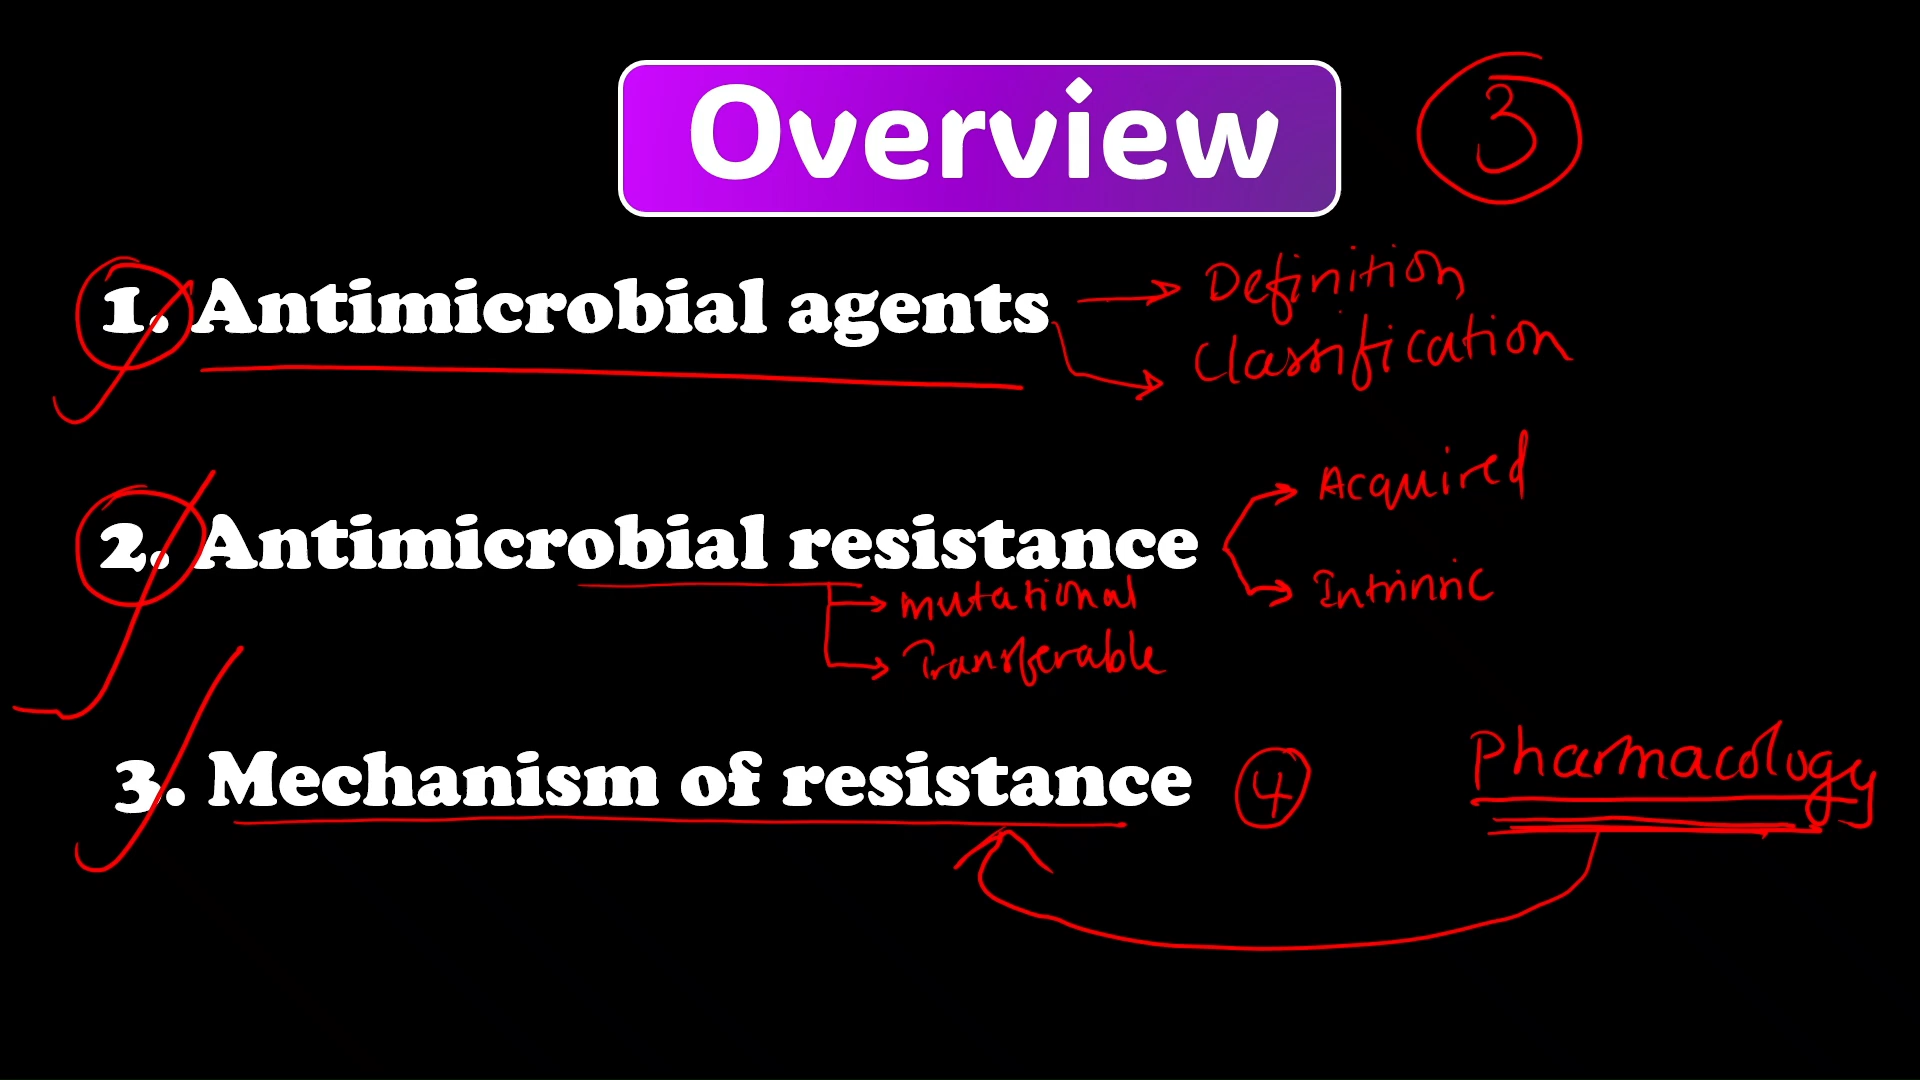 Overview
3
1. Antimicrobial agents
Definition
Classification
Acquired
2. Antimicrobial resistance
Intrinsic
mutational
Transferable
3. Mechanism of resistance
4
Pharmacology